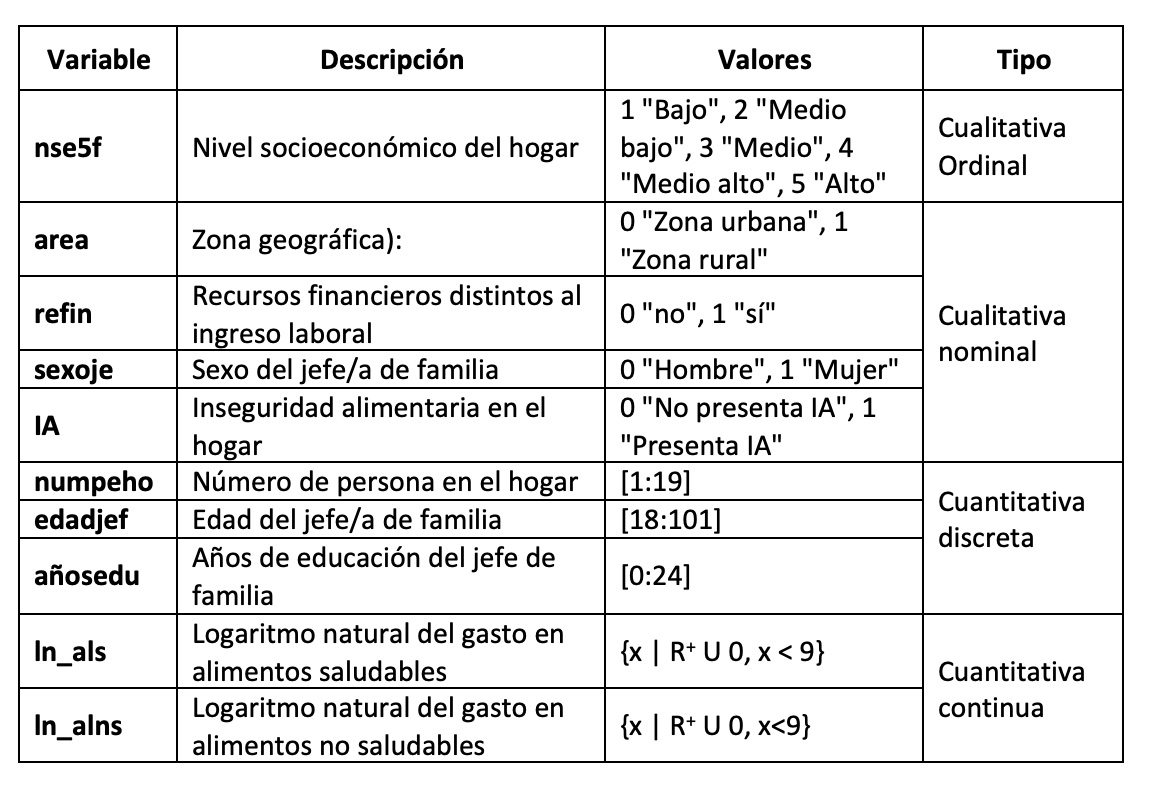 Variable Descripción Valores Tipo
nse5f Nivel socioeconómico del hogar 1 "Bajo", 2 "Medio
bajo", 3 "Medio", 4
"Medio alto", 5 "Alto"
Cualitativa
Ordinal
area Zona geográfica): 0 "Zona urbana", 1
"Zona rural"
refin Recursos financieros distintos al
ingreso laboral
0 "no", 1 "sí"
sexoje Sexo del jefe/a de familia 0 "Hombre", 1 "Mujer"
IA Inseguridad alimentaria en el
hogar
0 "No presenta IA", 1
"Presenta IA"
Cualitativa
nominal
numpeho Número de persona en el hogar [1:19]
edadjef Edad del jefe/a de familia [18:101]
añosedu Años de educación del jefe de
familia
[0:24]
Cuantitativa
discreta
ln_als Logaritmo natural del gasto en
alimentos saludables
{x | R⁺ U 0, x < 9}
ln_alns Logaritmo natural del gasto en
alimentos no saludables
{x | R⁺ U 0, x<9}
Cuantitativa
continua